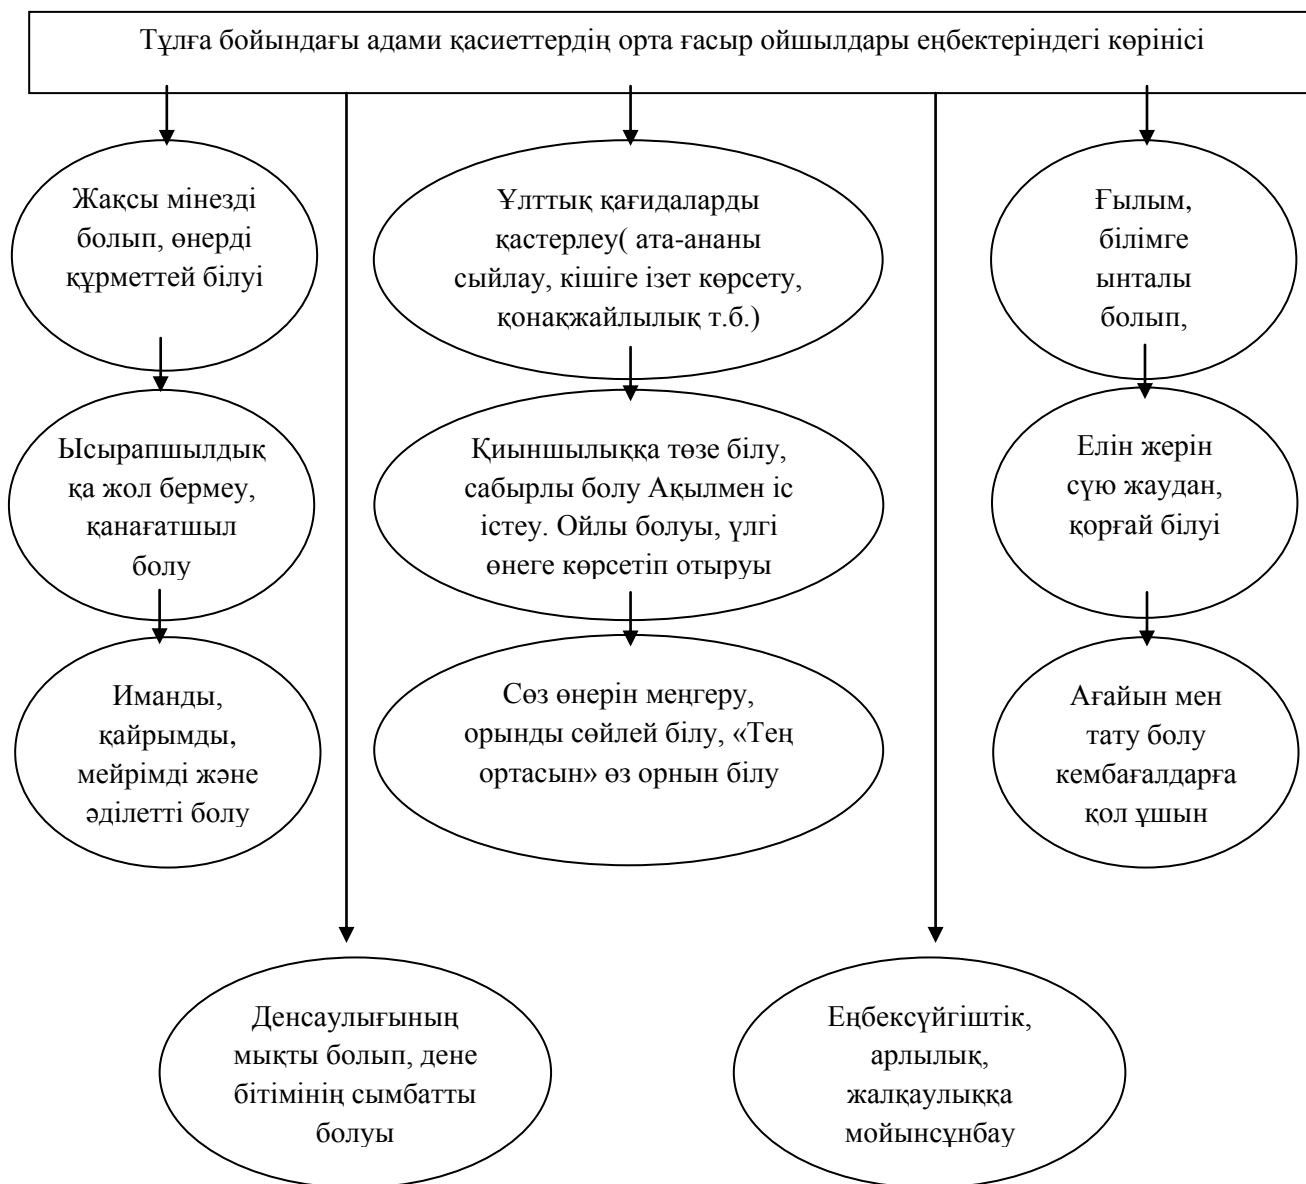 Тұлға бойындағы адами қасиеттердің орта ғасыр ойшылдары еңбектеріндегі көрінісі
Жақсы мінезді
болып, өнерді
құрметтей білуі
Ұлттық қағидаларды
қастерлеу( ата-ананы
сыйлау, кішіге ізет көрсету,
қонақжайлылық т.б.)
Ғылым,
білімге
ынталы
болып,
Ысырапшылдық
қа жол бермеу,
қанағатшыл
болу
Қиыншылыққа төзе білу,
сабырлы болу Ақылмен іс
істеу. Ойлы болуы, үлгі
өнеге көрсетіп отыруы
Елін жерін
сүю жаудан,
қорғай білуі
Иманды,
қайрымды,
мейрімді және
әділетті болу
Сөз өнерін меңгеру,
орынды сөйлей білу, «Тең
ортасын» өз орнын білу
Ағайын мен
тату болу
кембағалдарға
қол ұшын
Денсаулығының
мықты болып, дене
бітімінің сымбатты
болуы
Еңбексүйгіштік,
арлылық,
жалқаулыққа
мойынсұнбау